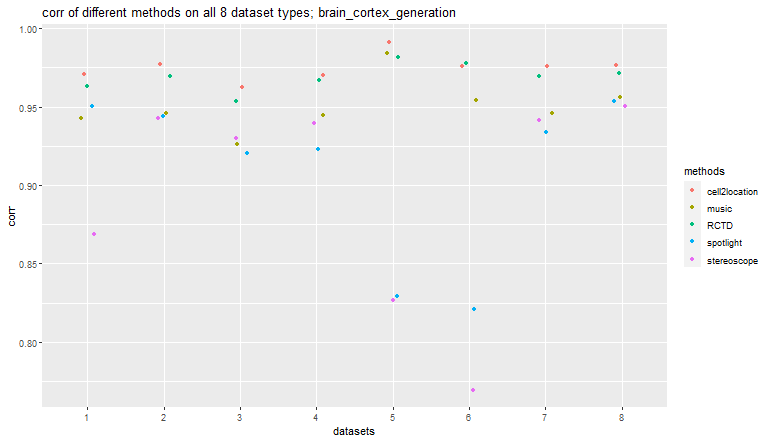 corr of different methods on all 8 dataset types; brain_cortex_generation
1.00
0.95
0.90
0.85
0.80
corr
1 2 3 4 5 6 7 8
datasets
methods
cell2location
music
RCTD
spotlight
stereoscope